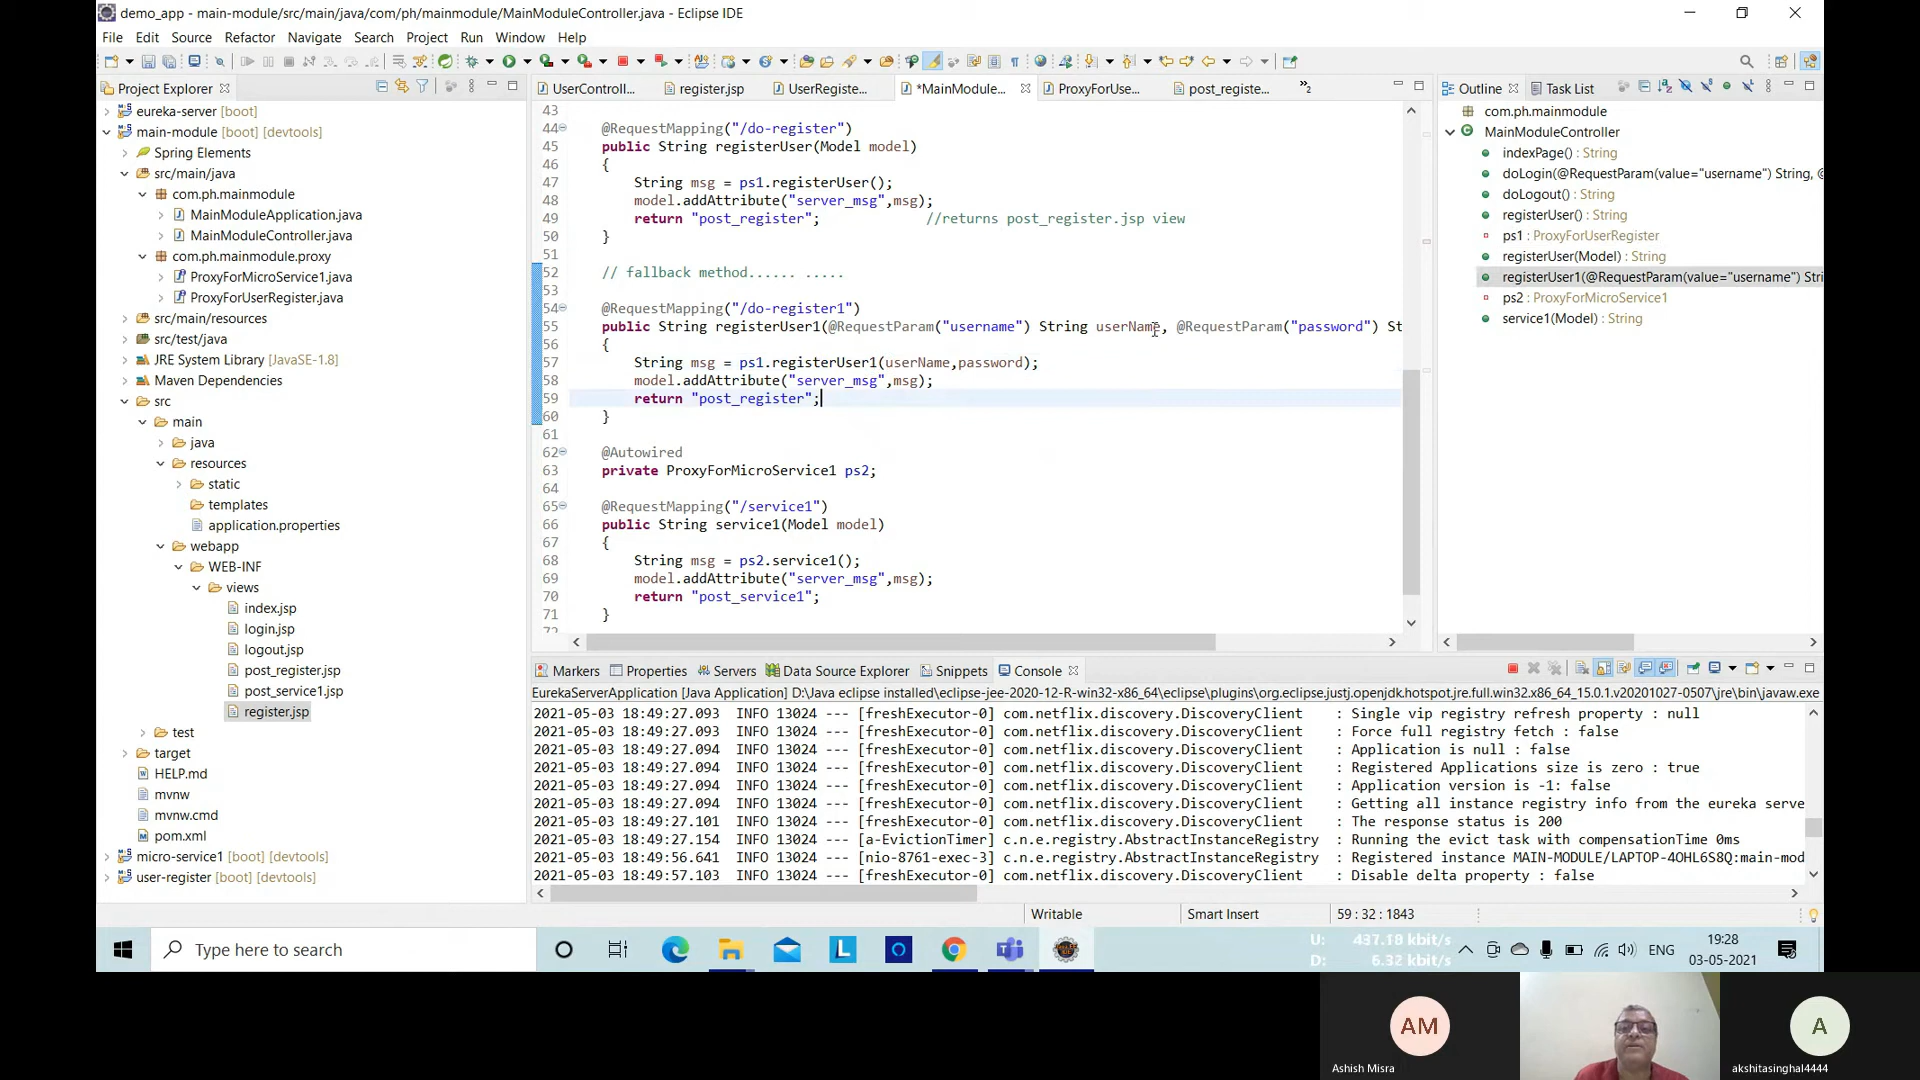 demo_app - main-module/src/main/java/com/ph/mainmodule/MainModuleController.java - Eclipse IDE
File Edit Source Refactor Navigate Search Project Run Window Help
Project Explorer
eureka-server [boot]
main-module [boot] [devtools]
Spring Elements
src/main/java
com.ph.mainmodule
MainModuleApplication.java
MainModuleController.java
com.ph.mainmodule.proxy
ProxyForMicroService1.java
ProxyForUserRegister.java
src/main/resources
src/test/java
JRE System Library [JavaSE-1.8]
Maven Dependencies
src
main
java
resources
static
templates
application.properties
webapp
WEB-INF
views
index.jsp
login.jsp
logout.jsp
post_register.jsp
post_service1.jsp
register.jsp
test
target
HELP.md
mvnw
mvnw.cmd
pom.xml
micro-service1 [boot] [devtools]
user-register [boot] [devtools]
UserControll... register.jsp UserRegiste... *MainModule... ProxyForUse... post_registe... 2
43
44 @RequestMapping("/do-register")
45 public String registerUser(Model model)
46 {
47 String msg = ps1.registerUser();
48 model.addAttribute("server_msg",msg);
49 return "post_register"; //returns post_register.jsp view
50 }
51
52 // fallback method...... .....
53
54 @RequestMapping("/do-register1")
55 public String registerUser1(@RequestParam("username") String userName, @RequestParam("password") St
56 {
57 String msg = ps1.registerUser1(userName,password);
58 model.addAttribute("server_msg",msg);
59 return "post_register";
60 }
61
62 @Autowired
63 private ProxyForMicroService1 ps2;
64
65 @RequestMapping("/service1")
66 public String service1(Model model)
67 {
68 String msg = ps2.service1();
69 model.addAttribute("server_msg",msg);
70 return "post_service1";
71 }
72
Outline Task List
com.ph.mainmodule
MainModuleController
indexPage() : String
doLogin(@RequestParam(value="username") String, @
doLogout() : String
registerUser() : String
ps1 : ProxyForUserRegister
registerUser(Model) : String
registerUser1(@RequestParam(value="username") Stri
ps2 : ProxyForMicroService1
service1(Model) : String
Markers Properties Servers Data Source Explorer Snippets Console
EurekaServerApplication [Java Application] D:\Java eclipse installed\eclipse-jee-2020-12-R-win32-x86_64\eclipse\plugins\org.eclipse.justj.openjdk.hotspot.jre.full.win32.x86_64_15.0.1.v20201027-0507\jre\bin\javaw.exe
2021-05-03 18:49:27.093 INFO 13024 --- [freshExecutor-0] com.netflix.discovery.DiscoveryClient : Single vip registry refresh property : null
2021-05-03 18:49:27.093 INFO 13024 --- [freshExecutor-0] com.netflix.discovery.DiscoveryClient : Force full registry fetch : false
2021-05-03 18:49:27.094 INFO 13024 --- [freshExecutor-0] com.netflix.discovery.DiscoveryClient : Application is null : false
2021-05-03 18:49:27.094 INFO 13024 --- [freshExecutor-0] com.netflix.discovery.DiscoveryClient : Registered Applications size is zero : true
2021-05-03 18:49:27.094 INFO 13024 --- [freshExecutor-0] com.netflix.discovery.DiscoveryClient : Application version is -1: false
2021-05-03 18:49:27.094 INFO 13024 --- [freshExecutor-0] com.netflix.discovery.DiscoveryClient : Getting all instance registry info from the eureka serve
2021-05-03 18:49:27.101 INFO 13024 --- [freshExecutor-0] com.netflix.discovery.DiscoveryClient : The response status is 200
2021-05-03 18:49:27.154 INFO 13024 --- [a-EvictionTimer] c.n.e.registry.AbstractInstanceRegistry : Running the evict task with compensationTime 0ms
2021-05-03 18:49:56.641 INFO 13024 --- [nio-8761-exec-3] c.n.e.registry.AbstractInstanceRegistry : Registered instance MAIN-MODULE/LAPTOP-4OHL6S8Q:main-mod
2021-05-03 18:49:57.103 INFO 13024 --- [freshExecutor-0] com.netflix.discovery.DiscoveryClient : Disable delta property : false
Writable Smart Insert 59 : 32 : 1843
Type here to search
U: 437.18 kbit/s
D: 6.32 kbit/s
ENG
19:28
03-05-2021
AM
Ashish Misra
A
akshitasinghal4444